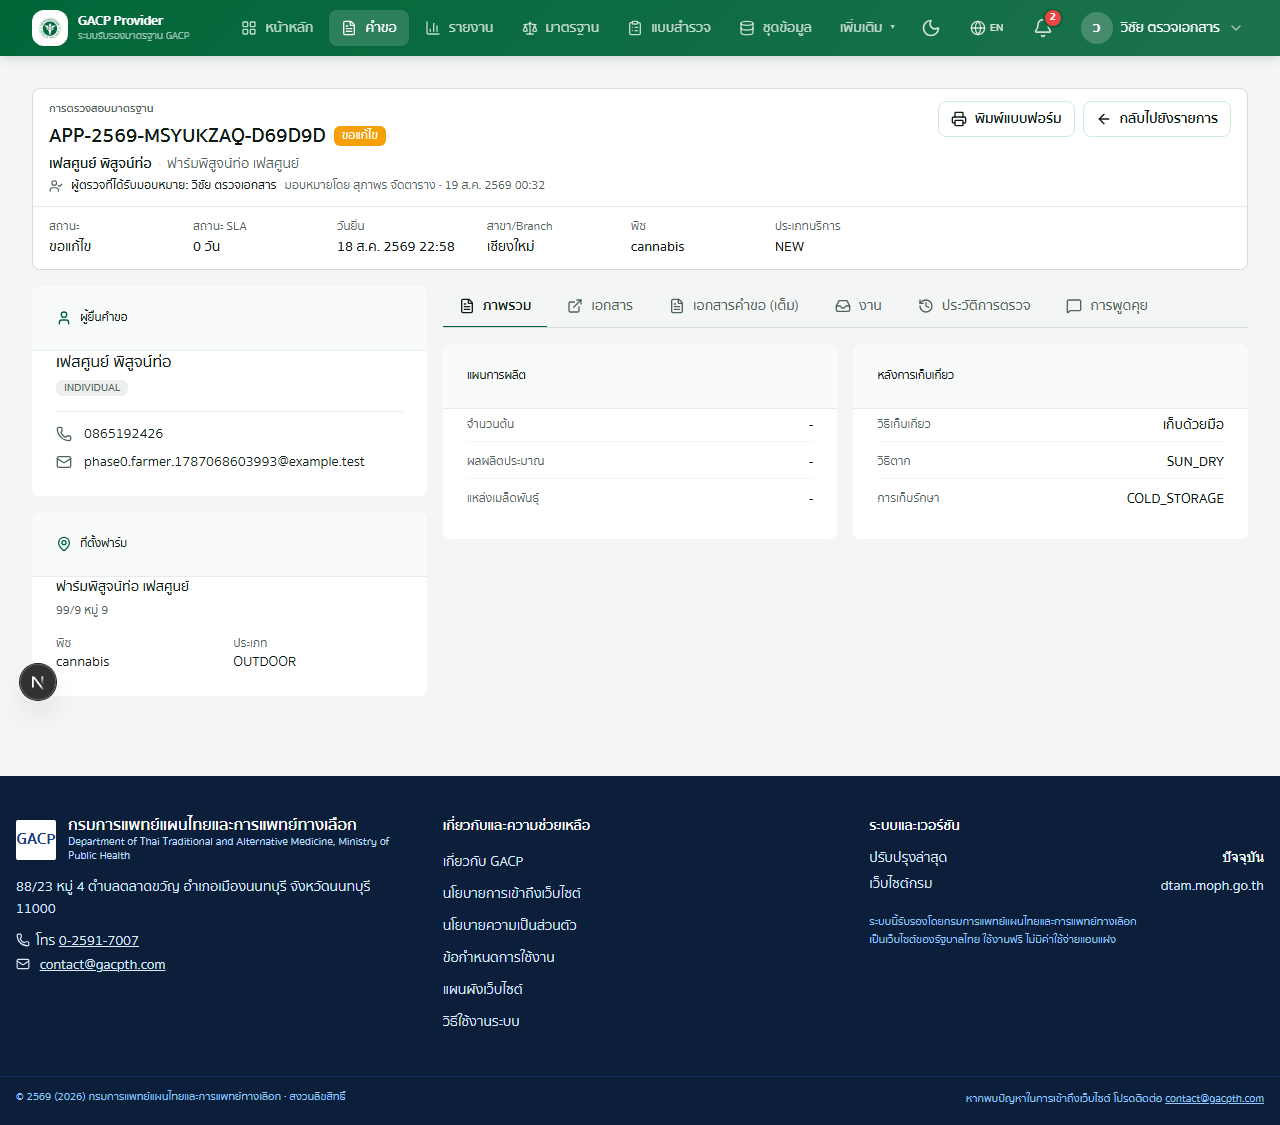 GACP Provider
ระบบรับรองมาตรฐาน GACP
หน้าหลัก
คำขอ
รายงาน
มาตรฐาน
แบบสำรวจ
ชุดข้อมูล
เพิ่มเติม
EN
2
ว
วิชัย ตรวจเอกสาร
การตรวจสอบมาตรฐาน
APP-2569-MSYUKZAQ-D69D9D ขอแก้ไข
พิมพ์แบบฟอร์ม
กลับไปยังรายการ
เฟสศูนย์ พิสูจน์ท่อ · ฟาร์มพิสูจน์ท่อ เฟสศูนย์
ผู้ตรวจที่ได้รับมอบหมาย: วิชัย ตรวจเอกสาร มอบหมายโดย สุภาพร จัดตาราง · 19 ส.ค. 2569 00:32
สถานะ
ขอแก้ไข
สถานะ SLA
0 วัน
วันยื่น
18 ส.ค. 2569 22:58
สาขา/Branch
เชียงใหม่
พืช
cannabis
ประเภทบริการ
NEW
ผู้ยื่นคำขอ
เฟสศูนย์ พิสูจน์ท่อ
INDIVIDUAL
0865192426
phase0.farmer.1787068603993@example.test
ที่ตั้งฟาร์ม
ฟาร์มพิสูจน์ท่อ เฟสศูนย์
99/9 หมู่ 9
พืช
cannabis
ประเภท
OUTDOOR
N
ภาพรวม
เอกสาร
เอกสารคำขอ (เต็ม)
งาน
ประวัติการตรวจ
การพูดคุย
แผนการผลิต
จำนวนต้น -
ผลผลิตประมาณ -
แหล่งเมล็ดพันธุ์ -
หลังการเก็บเกี่ยว
วิธีเก็บเกี่ยว เก็บด้วยมือ
วิธีตาก SUN_DRY
การเก็บรักษา COLD_STORAGE
GACP
กรมการแพทย์แผนไทยและการแพทย์ทางเลือก
Department of Thai Traditional and Alternative Medicine, Ministry of
Public Health
88/23 หมู่ 4 ตำบลตลาดขวัญ อำเภอเมืองนนทบุรี จังหวัดนนทบุรี
11000
โทร 0-2591-7007
contact@gacpth.com
เกี่ยวกับและความช่วยเหลือ
เกี่ยวกับ GACP
นโยบายการเข้าถึงเว็บไซต์
นโยบายความเป็นส่วนตัว
ข้อกำหนดการใช้งาน
แผนผังเว็บไซต์
วิธีใช้งานระบบ
ระบบและเวอร์ชัน
ปรับปรุงล่าสุด ปัจจุบัน
เว็บไซต์กรม dtam.moph.go.th
ระบบนี้รับรองโดยกรมการแพทย์แผนไทยและการแพทย์ทางเลือก
เป็นเว็บไซต์ของรัฐบาลไทย ใช้งานฟรี ไม่มีค่าใช้จ่ายแอบแฝง
© 2569 (2026) กรมการแพทย์แผนไทยและการแพทย์ทางเลือก · สงวนลิขสิทธิ์
หากพบปัญหาในการเข้าถึงเว็บไซต์ โปรดติดต่อ contact@gacpth.com